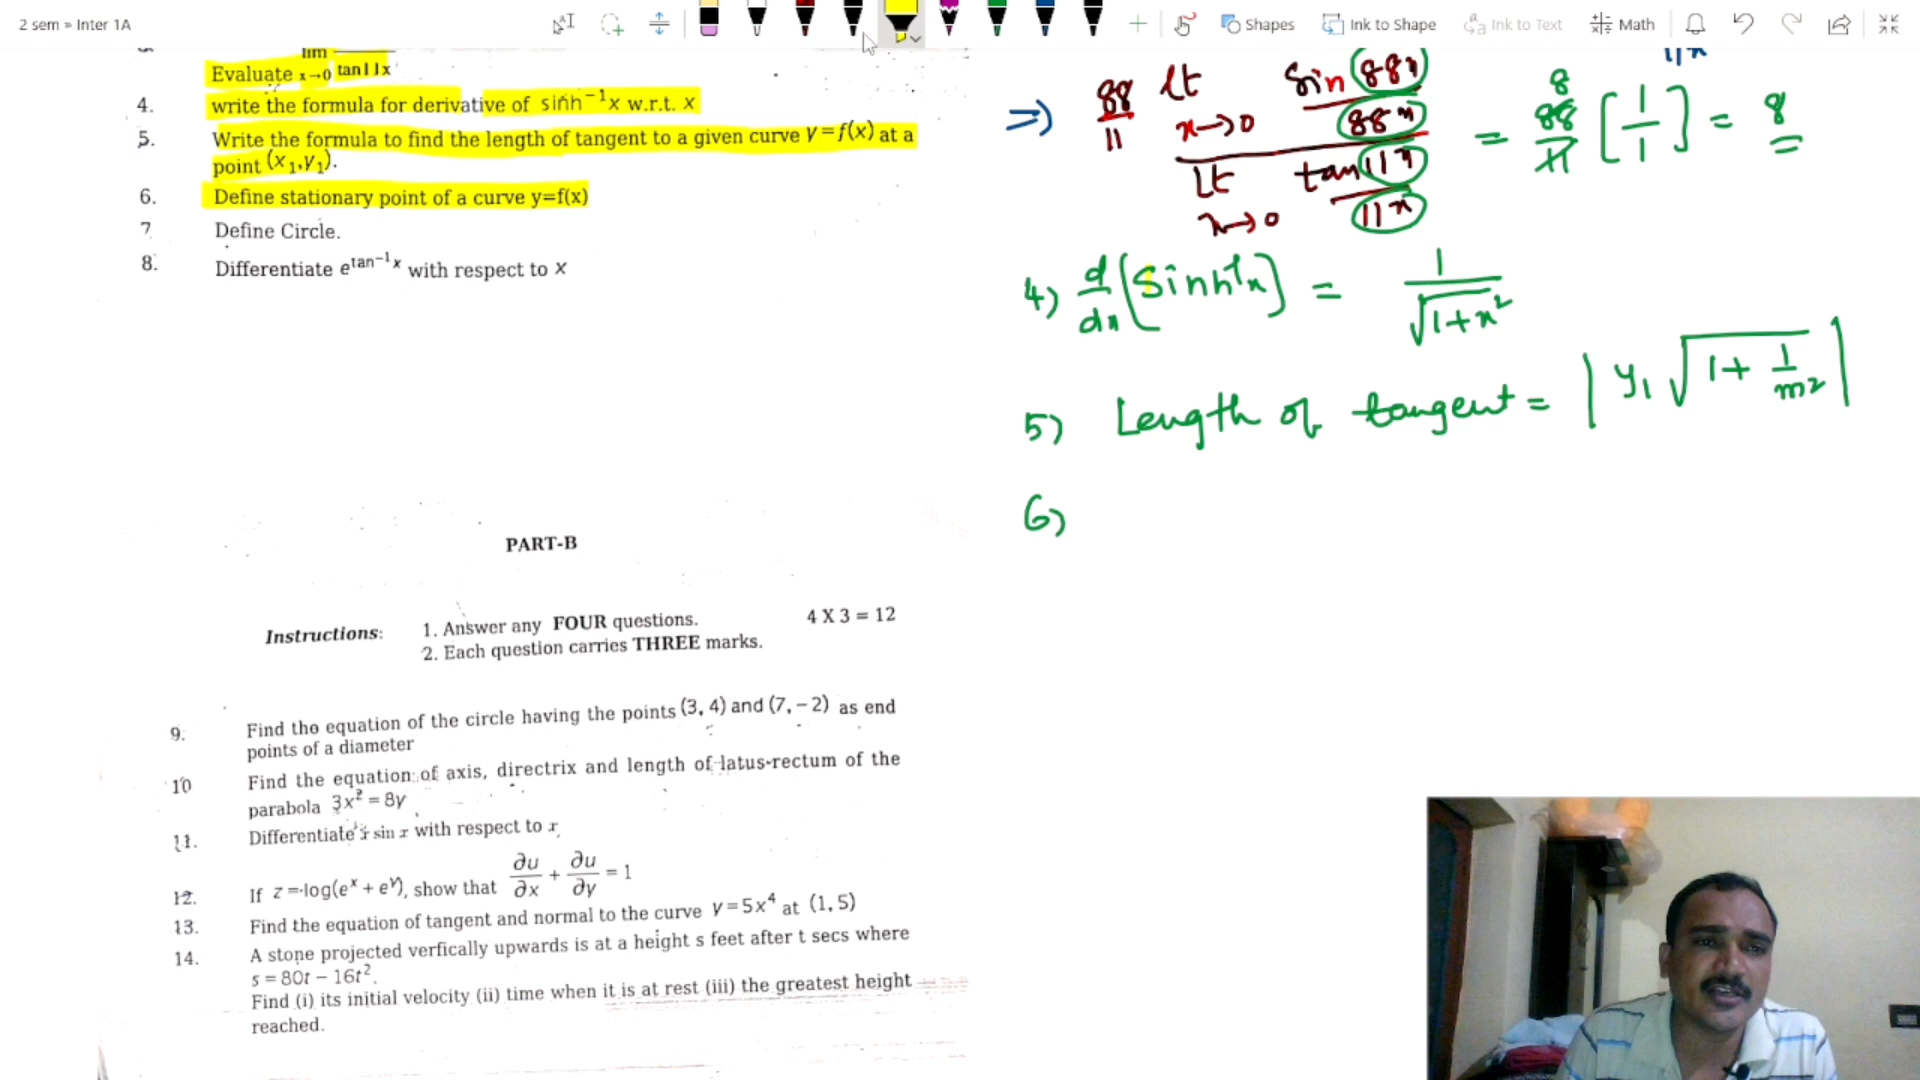 2 sem » Inter 1A
Shapes
Ink to Shape
Ink to Text
Math
lim
Evaluate x→0 tan11x
4. write the formula for derivative of sinh⁻¹x w.r.t. x
5. Write the formula to find the length of tangent to a given curve y=f(x) at a
point (x₁,y₁).
6. Define stationary point of a curve y=f(x)
7 Define Circle.
8. Differentiate e^tan⁻¹x with respect to x
PART-B
Instructions: 1. Answer any FOUR questions. 4 X 3 = 12
2. Each question carries THREE marks.
9. Find the equation of the circle having the points (3, 4) and (7, – 2) as end
points of a diameter
10 Find the equation of axis, directrix and length of latus-rectum of the
parabola 3x² = 8y
11. Differentiate x sin x with respect to x
12. If z = log(eˣ + eʸ), show that ∂u/∂x + ∂u/∂y = 1
13. Find the equation of tangent and normal to the curve y=5x⁴ at (1, 5)
14. A stone projected verfically upwards is at a height s feet after t secs where
s = 80t – 16t².
Find (i) its initial velocity (ii) time when it is at rest (iii) the greatest height
reached.
11x
⇒) 88/11 lt x→0 sin(88x)/(88x) / lt x→0 tan(11x)/(11x) = 8 88/11 [1/1] = 8
4) d/dx [sinh⁻¹x] = 1/√1+x²
5) Length of tangent = | y₁ √1 + 1/m² |
6)